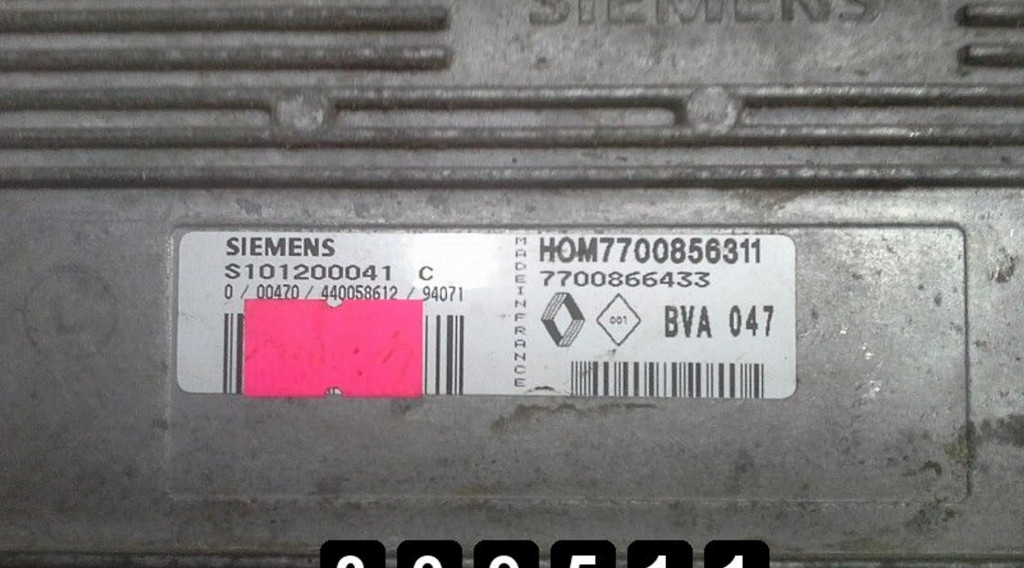 SIEMENS
SIEMENS
S101200041 C
0 / 00470 / 440058612 / 94071
MADE IN FRANCE
HOM7700856311
7700866433
001
BVA 047